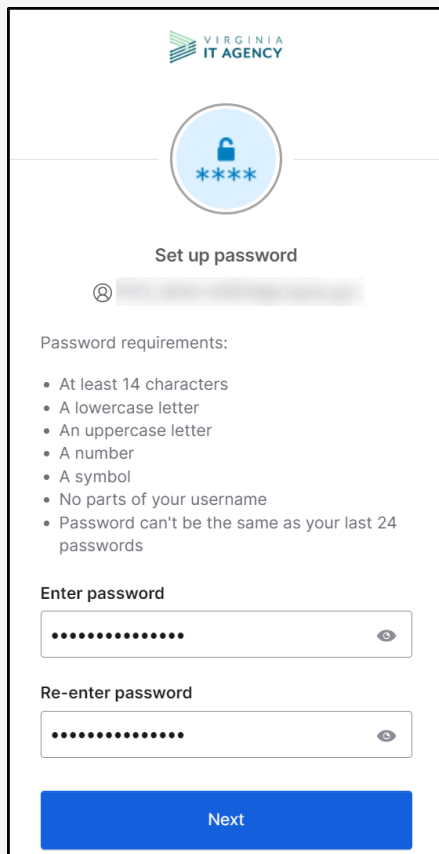 VIRGINIA
IT AGENCY
****
Set up password
Password requirements:
• At least 14 characters
• A lowercase letter
• An uppercase letter
• A number
• A symbol
• No parts of your username
• Password can't be the same as your last 24
passwords
Enter password
•••••••••••••••
Re-enter password
•••••••••••••••
Next